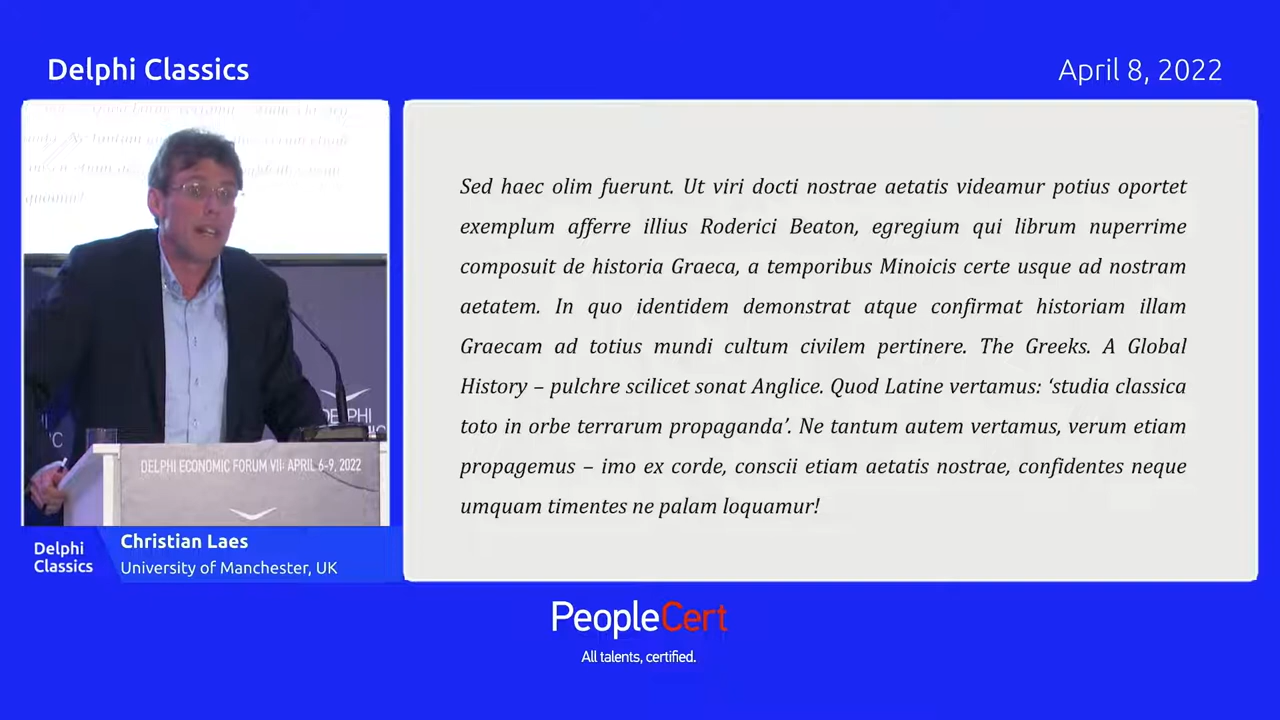 Delphi Classics
April 8, 2022
Sed haec olim fuerunt. Ut viri docti nostrae aetatis videamur potius oportet
exemplum afferre illius Roderici Beaton, egregium qui librum nuperrime
composuit de historia Graeca, a temporibus Minoicis certe usque ad nostram
aetatem. In quo identidem demonstrat atque confirmat historiam illam
Graecam ad totius mundi cultum civilem pertinere. The Greeks. A Global
History – pulchre scilicet sonat Anglice. Quod Latine vertamus: ‘studia classica
toto in orbe terrarum propaganda’. Ne tantum autem vertamus, verum etiam
propagemus – imo ex corde, conscii etiam aetatis nostrae, confidentes neque
umquam timentes ne palam loquamur!
DELPHI
DELPHI ECONOMIC FORUM VII: APRIL 6-9, 2022
Delphi
Classics
Christian Laes
University of Manchester, UK
PeopleCert
All talents, certified.